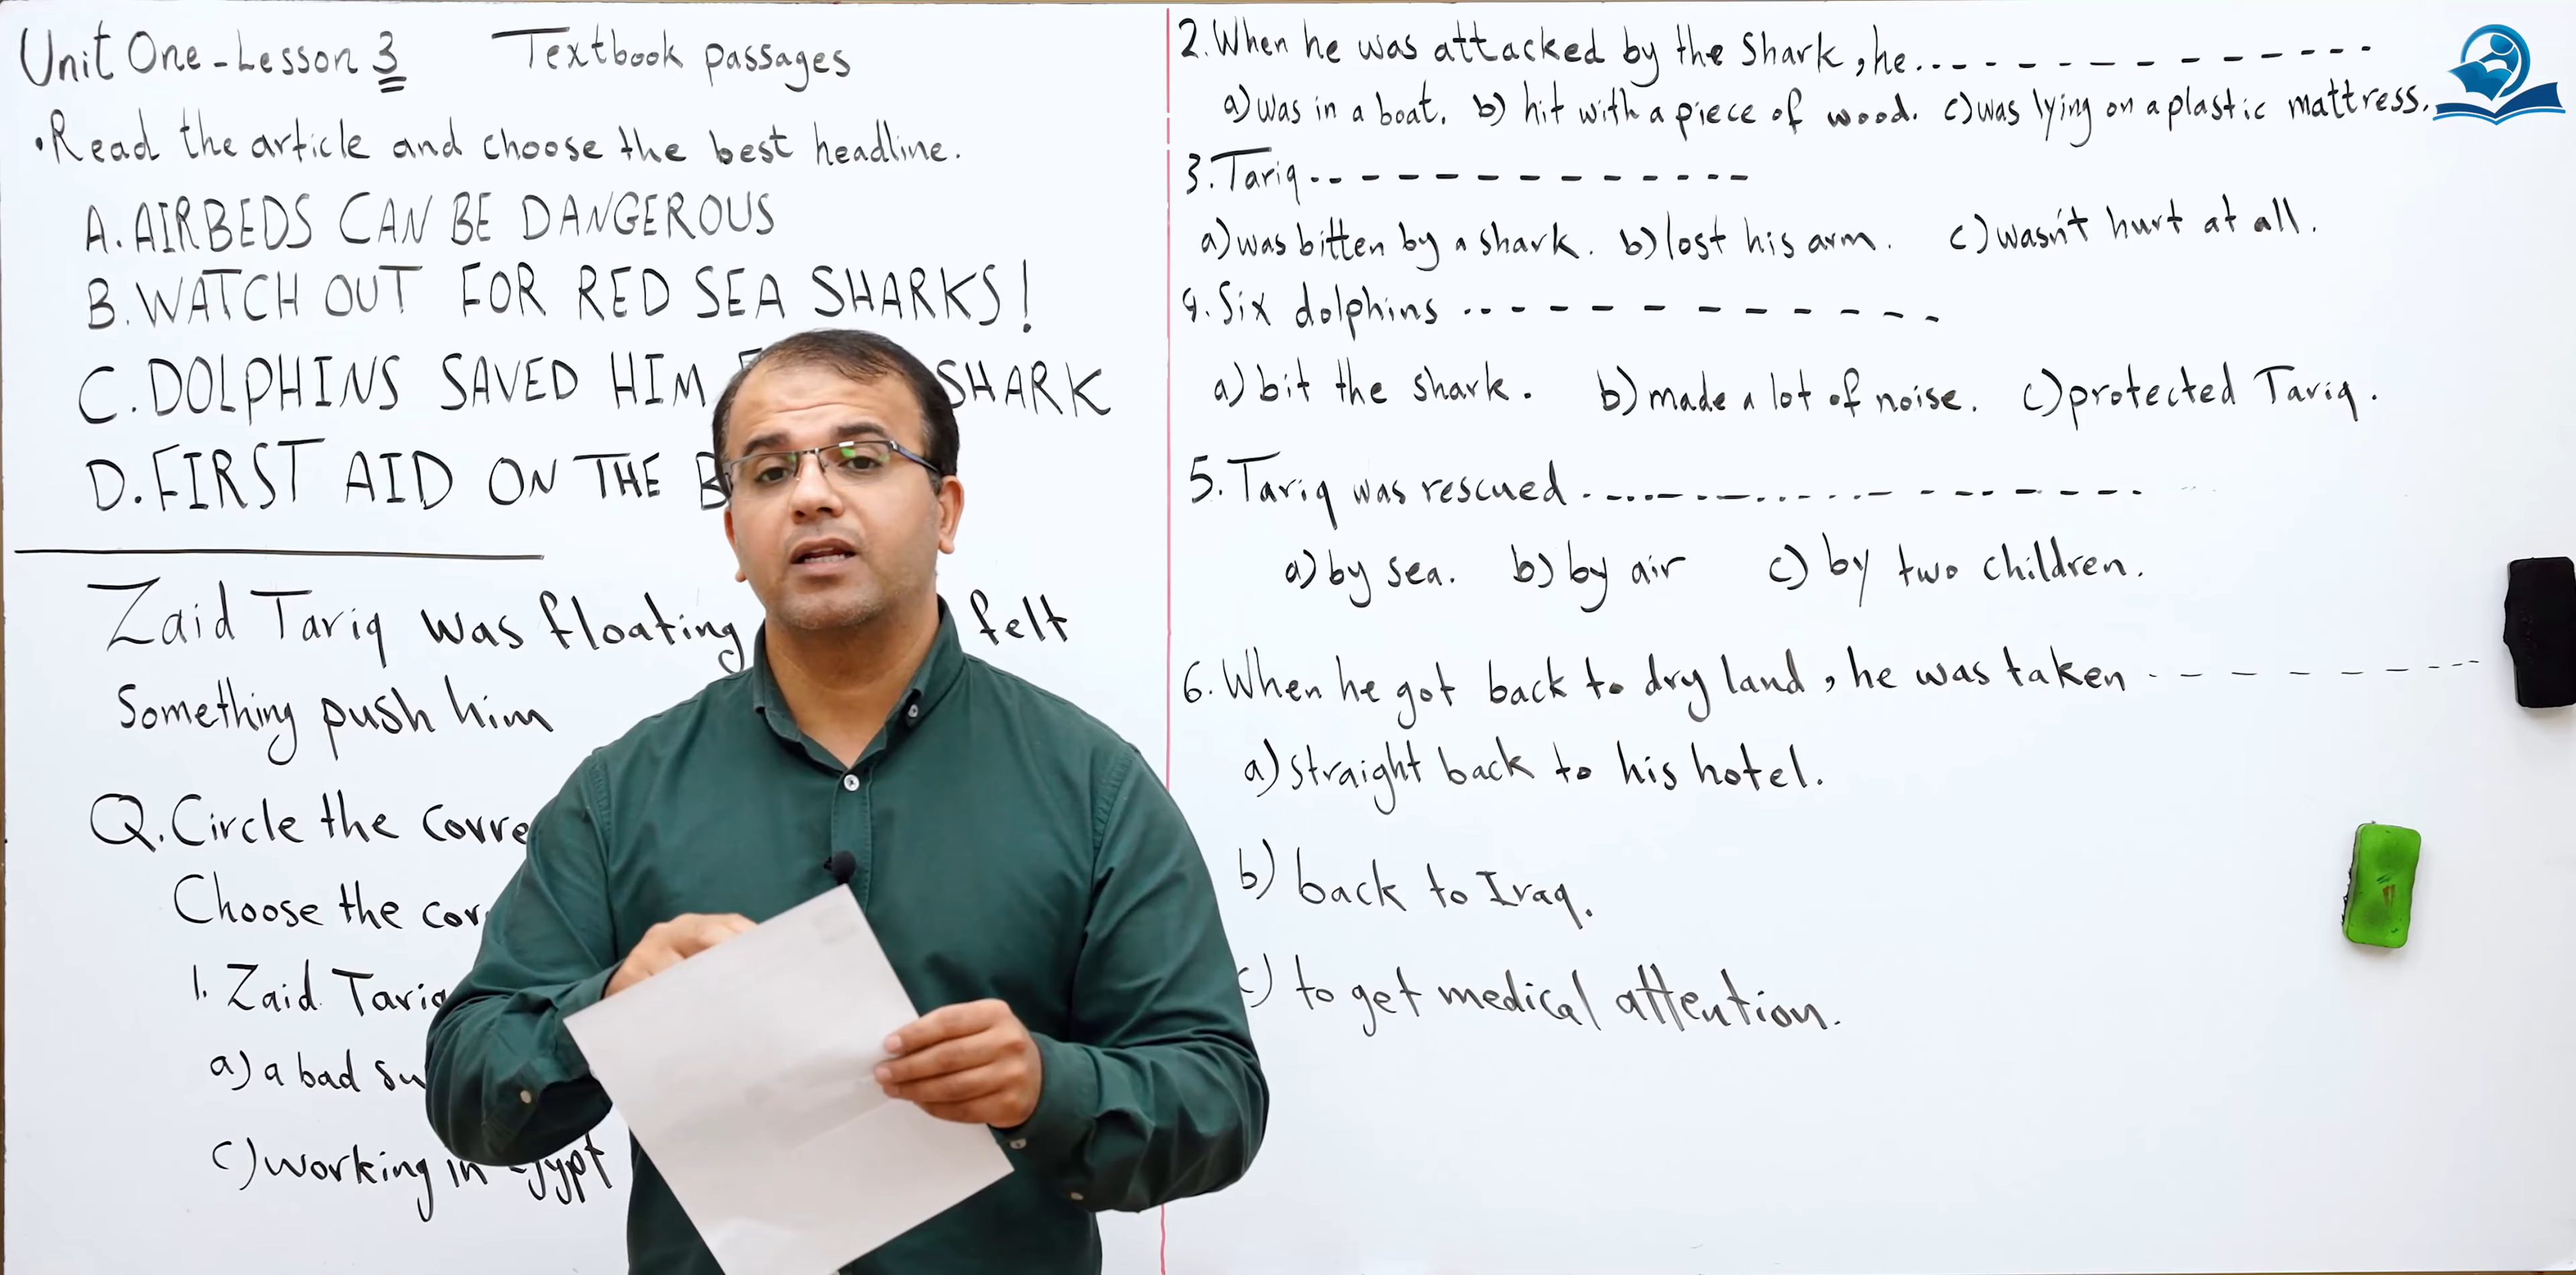 Unit One - Lesson 3 Textbook passages
• Read the article and choose the best headline.
A. AIRBEDS CAN BE DANGEROUS
B. WATCH OUT FOR RED SEA SHARKS!
C. DOLPHINS SAVED HIM SHARK
D. FIRST AID ON THE
Zaid Tariq was floating felt
Something push him
Q. Circle the
Choose the
1. Zaid Tariq
a) a bad
c) working in
2. When he was attacked by the Shark, he
a) was in a boat. b) hit with a piece of wood. c) was lying on a plastic mattress.
3. Tariq
a) was bitten by a shark. b) lost his arm. c) wasn't hurt at all.
4. Six dolphins
a) bit the shark. b) made a lot of noise. c) protected Tariq.
5. Tariq was rescued
a) by sea. b) by air c) by two children.
6. When he got back to dry land, he was taken
a) straight back to his hotel.
b) back to Iraq.
c) to get medical attention.